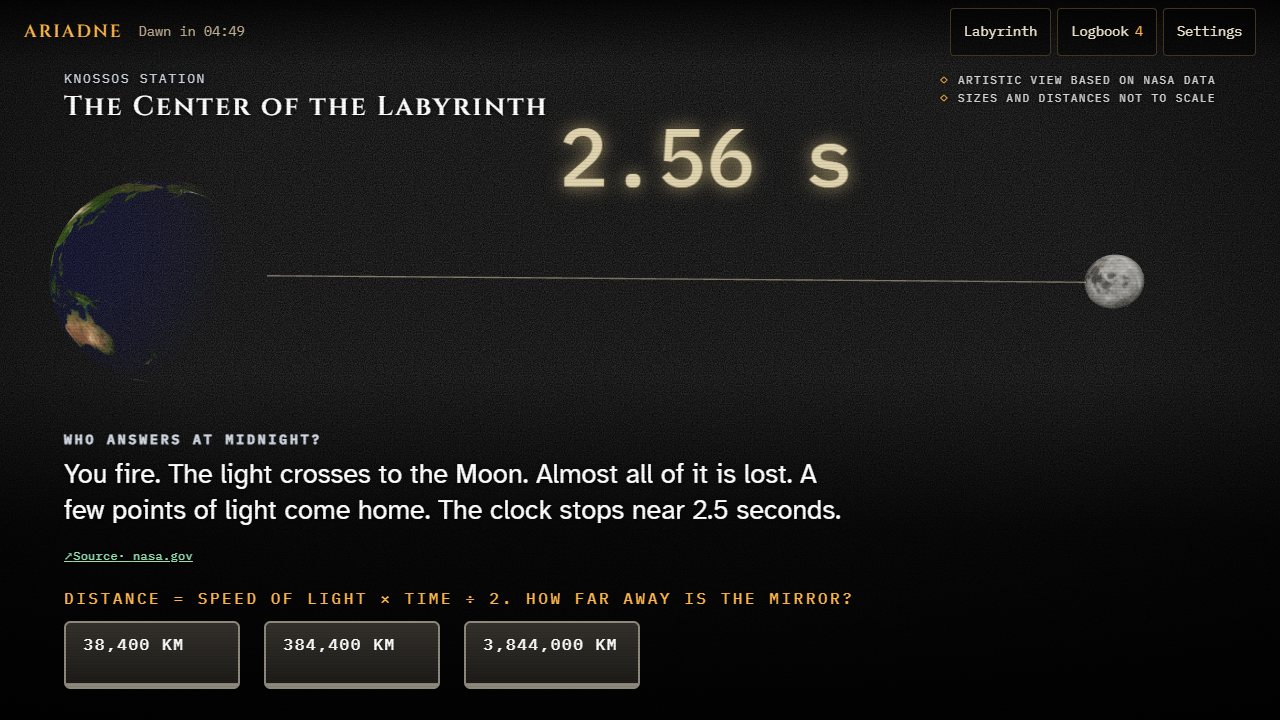 ARIADNE Dawn in 04:49 Labyrinth Logbook 4 Settings
KNOSSOS STATION
The Center of the Labyrinth
◇ ARTISTIC VIEW BASED ON NASA DATA
◇ SIZES AND DISTANCES NOT TO SCALE
2.56 s
WHO ANSWERS AT MIDNIGHT?
You fire. The light crosses to the Moon. Almost all of it is lost. A
few points of light come home. The clock stops near 2.5 seconds.
↗Source· nasa.gov
DISTANCE = SPEED OF LIGHT × TIME ÷ 2. HOW FAR AWAY IS THE MIRROR?
38,400 KM 384,400 KM 3,844,000 KM